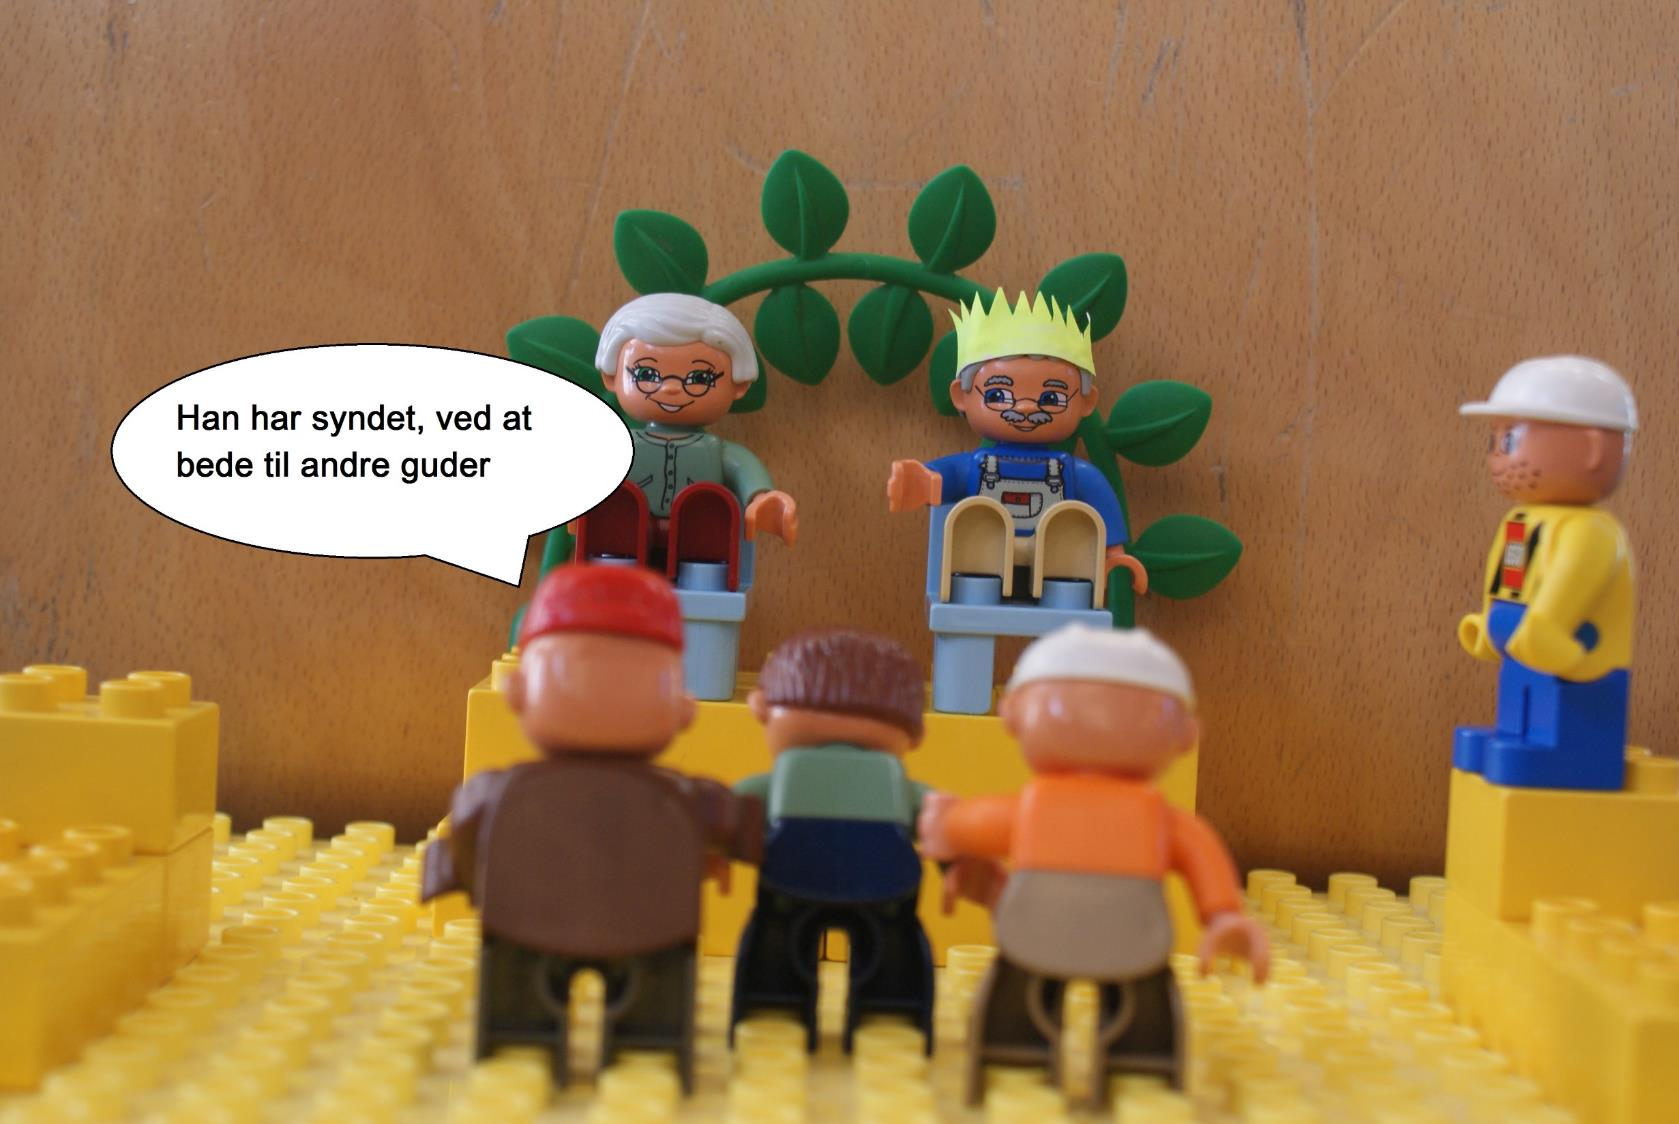 Han har syndet, ved at
bede til andre guder